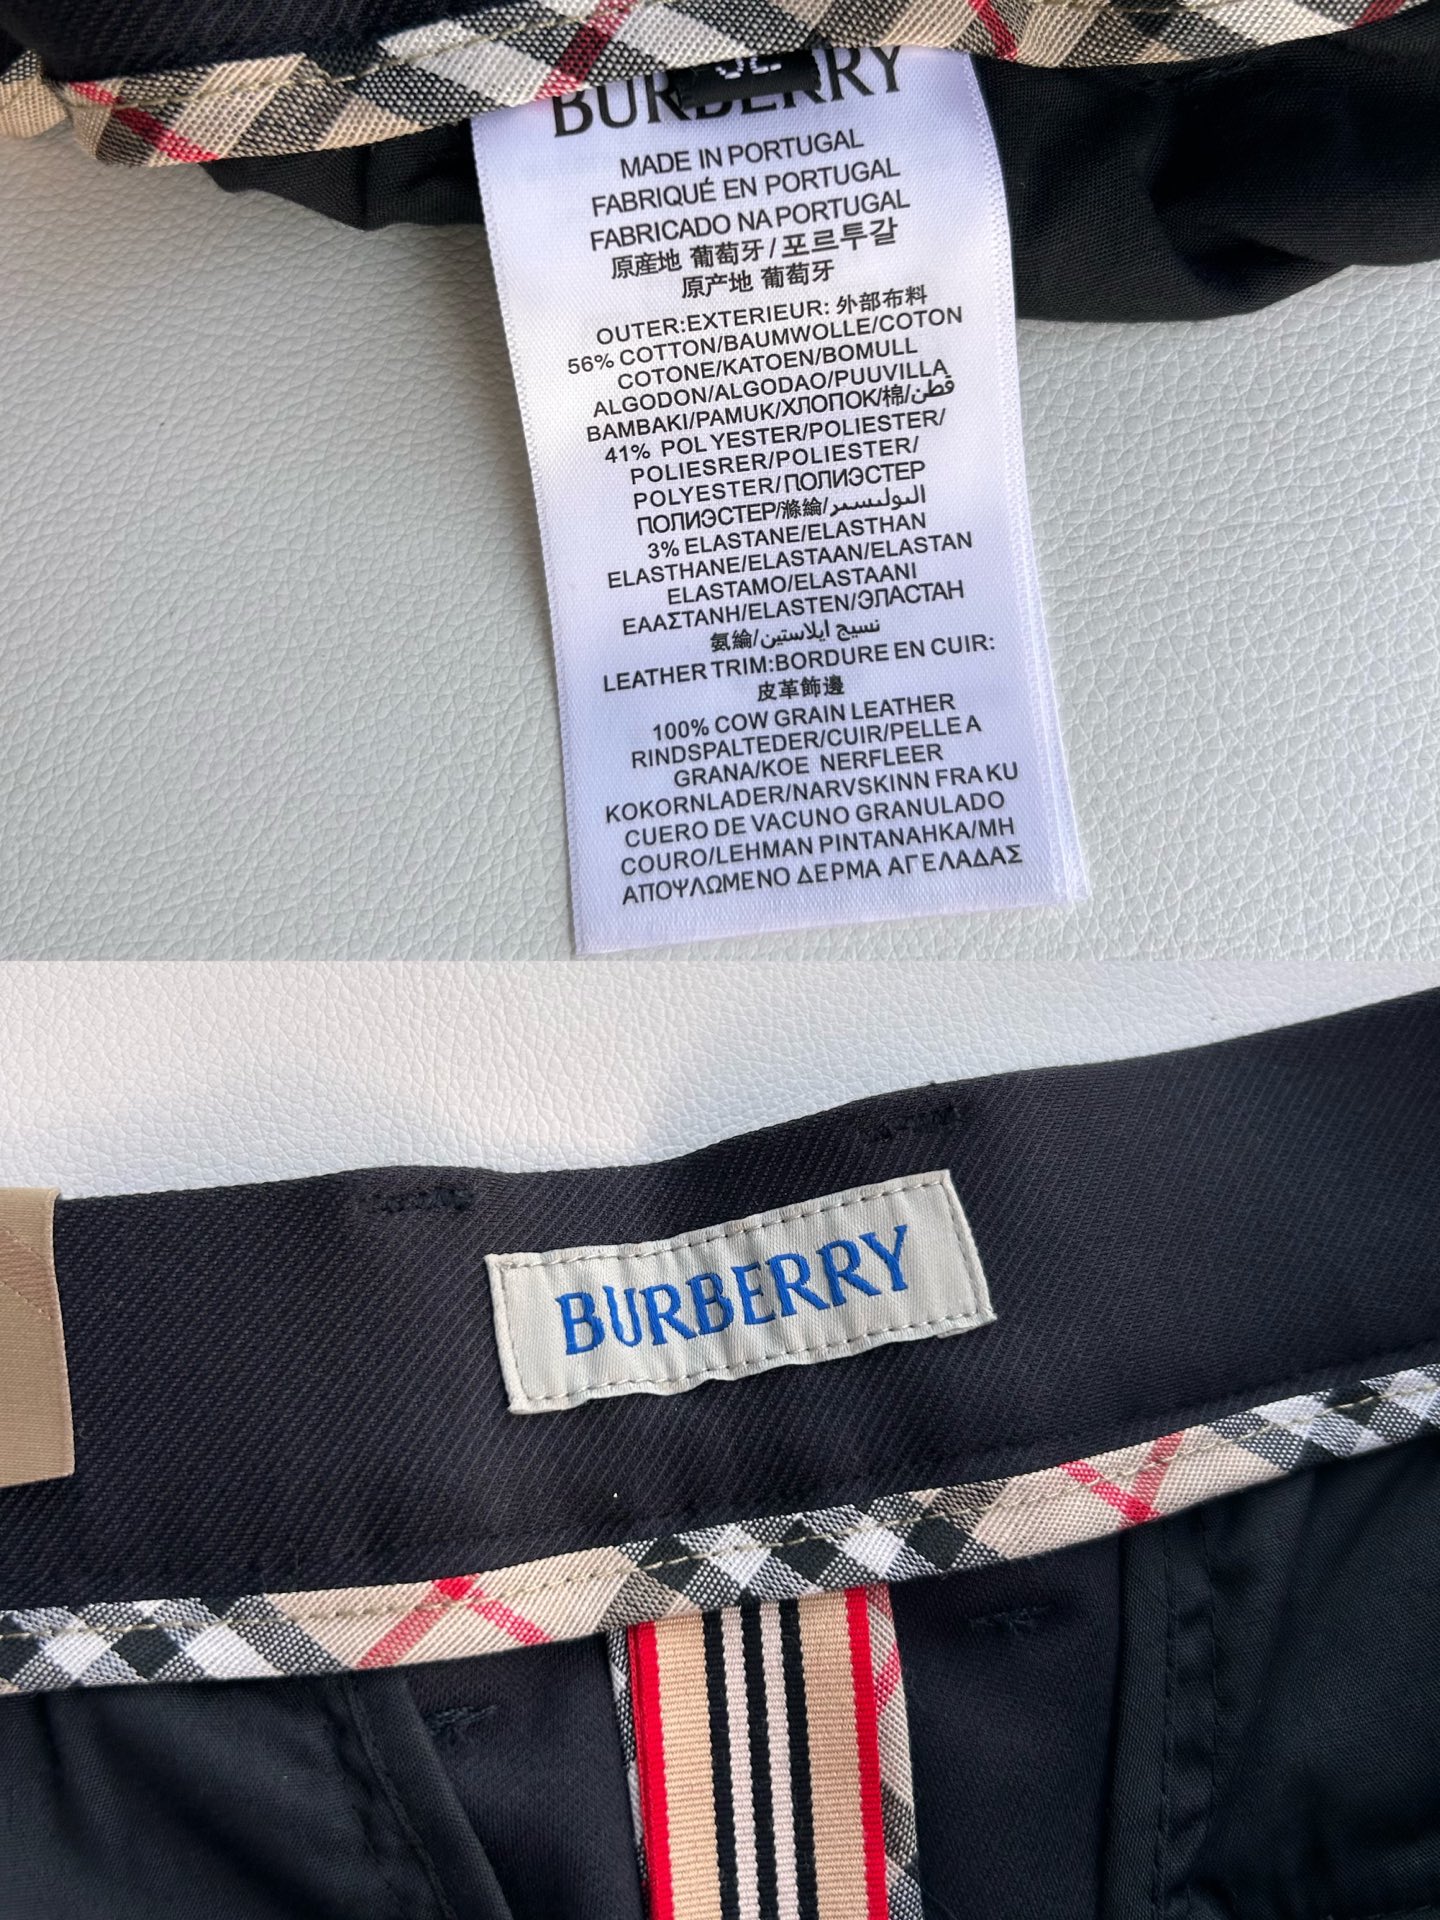 BURBERRY
MADE IN PORTUGAL
FABRIQUÉ EN PORTUGAL
FABRICADO NA PORTUGAL
原産地 葡萄牙/포르투갈
原产地 葡萄牙
OUTER:EXTERIEUR: 外部布料
56% COTTON/BAUMWOLLE/COTON
COTONE/KATOEN/BOMULL
ALGODON/ALGODAO/PUUVILLA
BAMBAKI/PAMUK/ХЛОПОК/棉/قطن
41% POLYESTER/POLIESTER/
POLIESRER/POLIESTER/
POLYESTER/ПОЛИЭСТЕР
ПОЛИЭСТЕР/滌綸/البوليستر
3% ELASTANE/ELASTHAN
ELASTHANE/ELASTAAN/ELASTAN
ELASTAMO/ELASTAANI
ΕΛΑΣΤΑΝΗ/ELASTEN/ЭЛАСТАН
氨綸/نسيج ايلاستين
LEATHER TRIM:BORDURE EN CUIR:
皮革飾邊
100% COW GRAIN LEATHER
RINDSPALTEDER/CUIR/PELLE A
GRANA/KOE NERFLEER
KOKORNLADER/NARVSKINN FRA KU
CUERO DE VACUNO GRANULADO
COURO/LEHMAN PINTANAHKA/MH
ΑΠΟΨΛΩΜΕΝΟ ΔΕΡΜΑ ΑΓΕΛΑΔΑΣ
BURBERRY